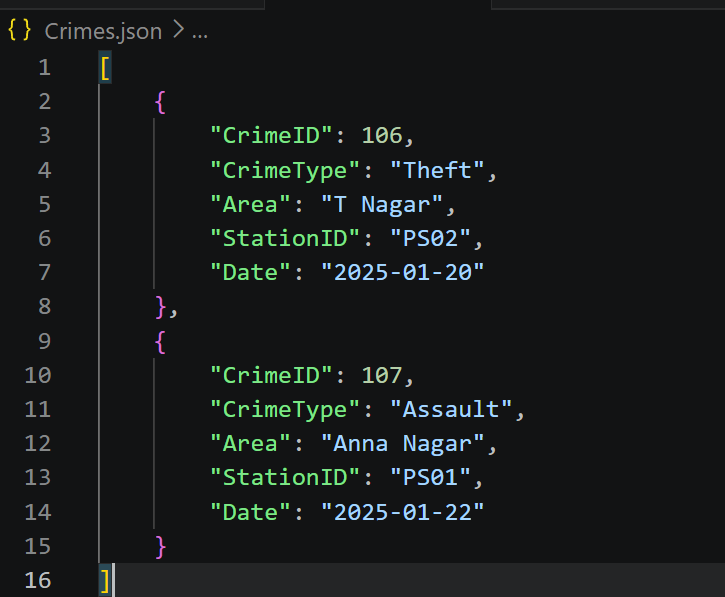 {} Crimes.json > ...
1 [
2     {
3         "CrimeID": 106,
4         "CrimeType": "Theft",
5         "Area": "T Nagar",
6         "StationID": "PS02",
7         "Date": "2025-01-20"
8     },
9     {
10         "CrimeID": 107,
11         "CrimeType": "Assault",
12         "Area": "Anna Nagar",
13         "StationID": "PS01",
14         "Date": "2025-01-22"
15     }
16 ]